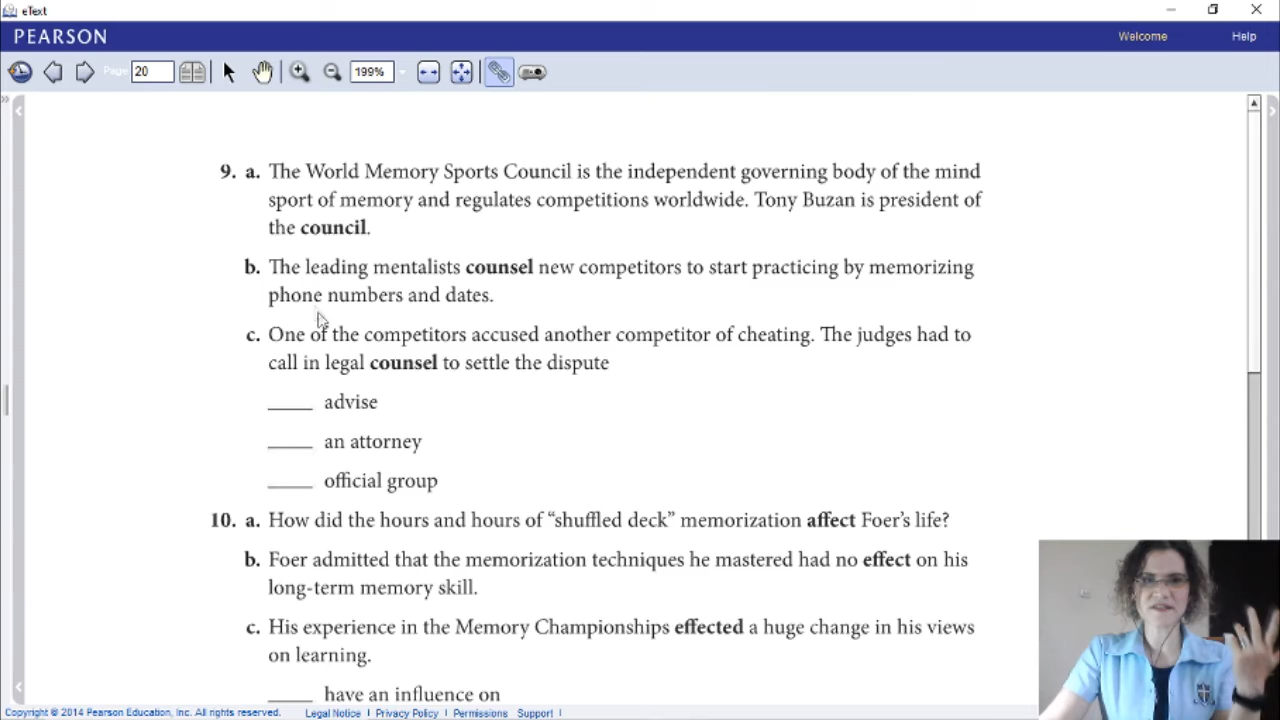 eText
PEARSON
Welcome
Help
Page
20
199%
9. a. The World Memory Sports Council is the independent governing body of the mind
sport of memory and regulates competitions worldwide. Tony Buzan is president of
the council.
b. The leading mentalists counsel new competitors to start practicing by memorizing
phone numbers and dates.
c. One of the competitors accused another competitor of cheating. The judges had to
call in legal counsel to settle the dispute
_____ advise
_____ an attorney
_____ official group
10. a. How did the hours and hours of “shuffled deck” memorization affect Foer’s life?
b. Foer admitted that the memorization techniques he mastered had no effect on his
long-term memory skill.
c. His experience in the Memory Championships effected a huge change in his views
on learning.
_____ have an influence on
Copyright © 2014 Pearson Education, Inc. All rights reserved. Legal Notice | Privacy Policy | Permissions Support |